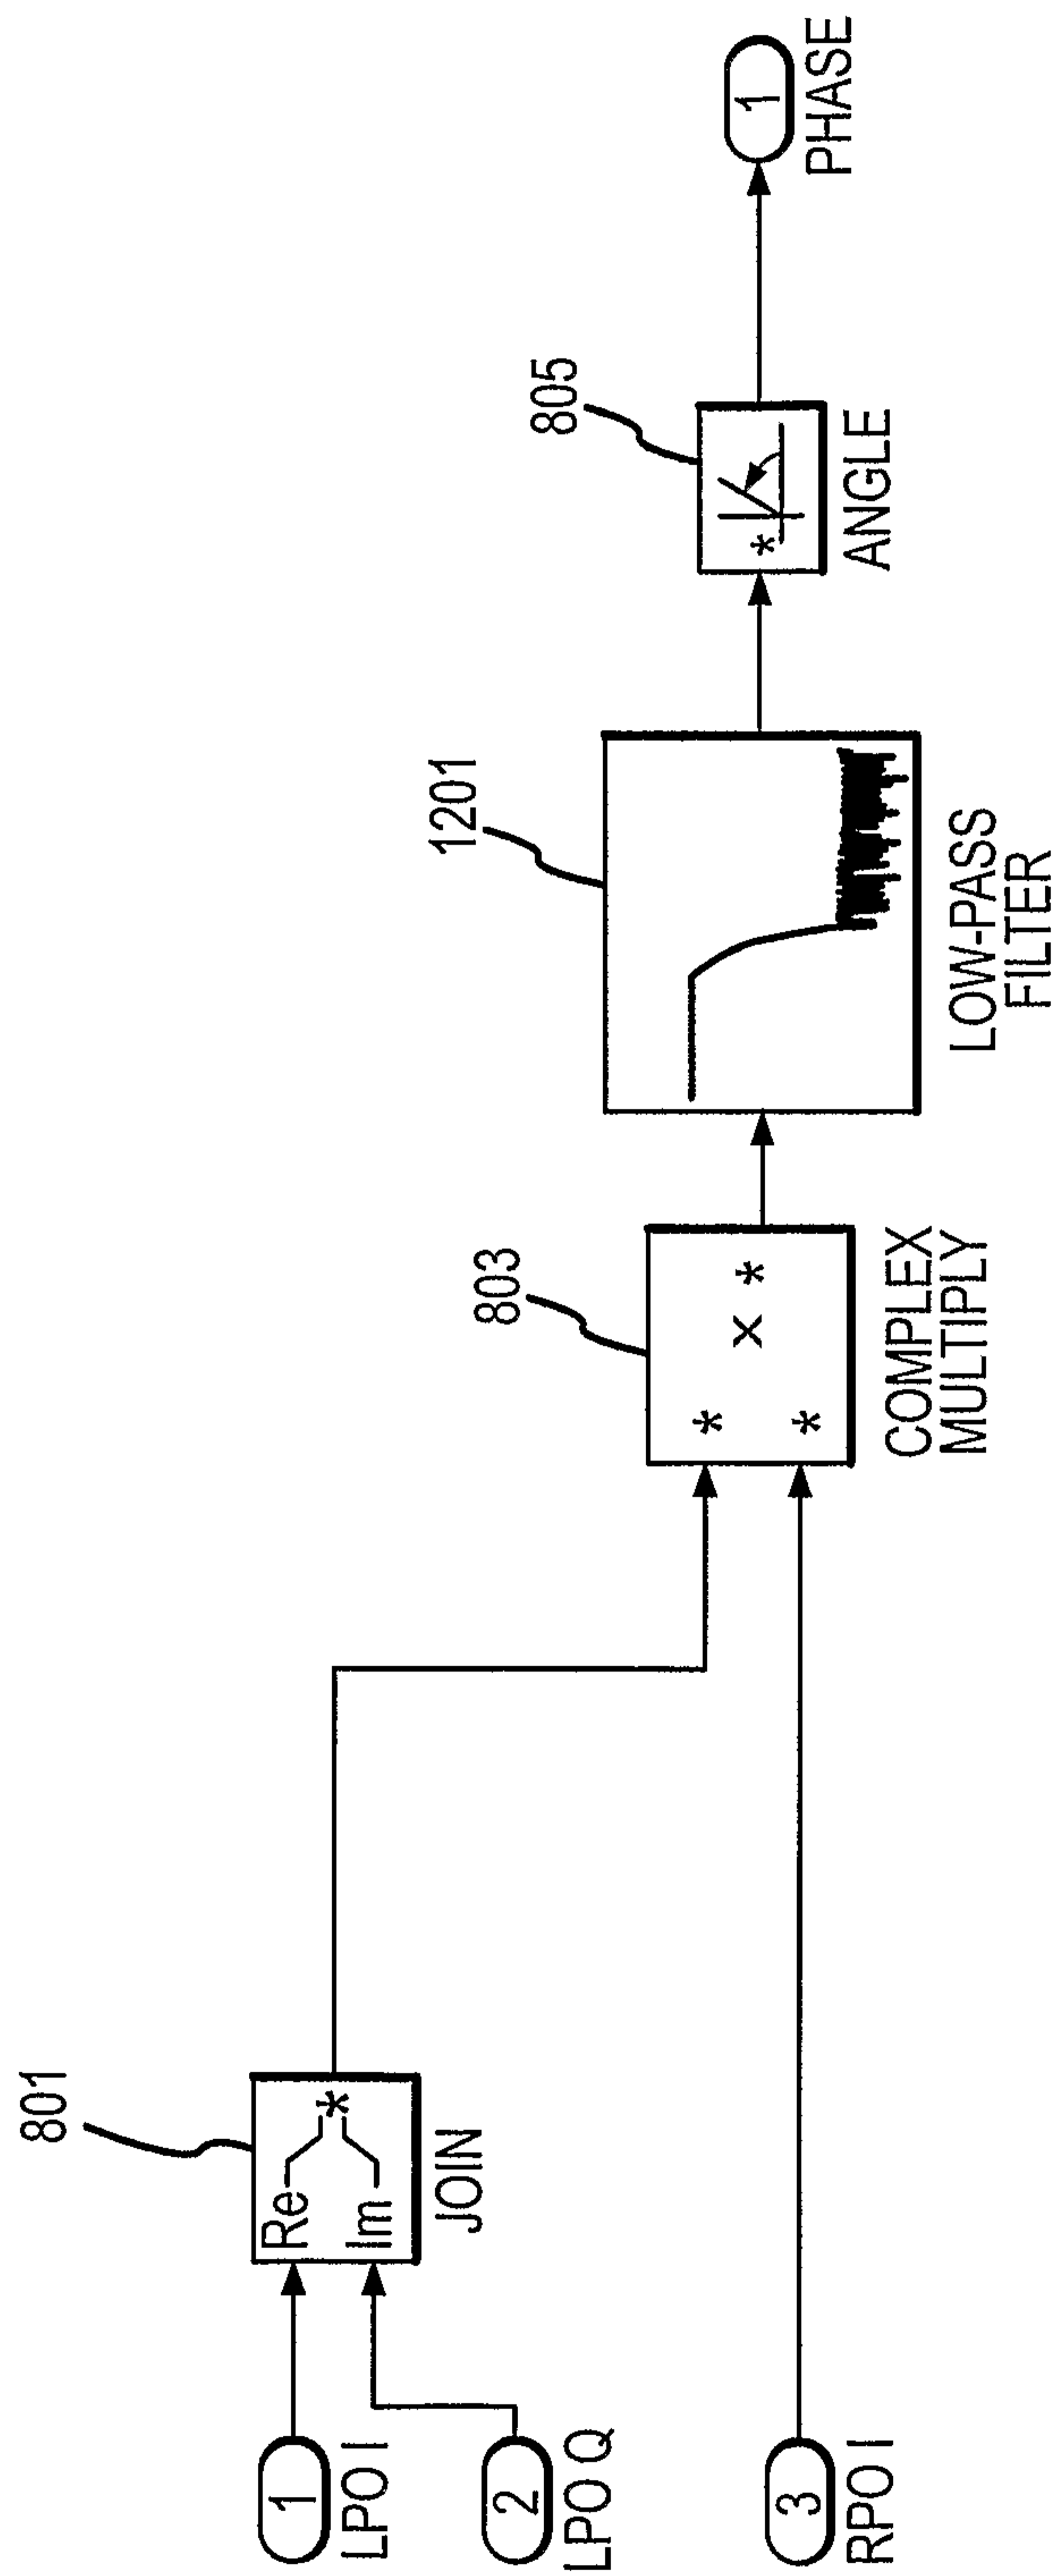 1
LPO I
2
LPO Q
3
RPO I
801
Re
Im
*
JOIN
803
*
*
x *
COMPLEX
MULTIPLY
1201
LOW-PASS
FILTER
805
*
ANGLE
1
PHASE